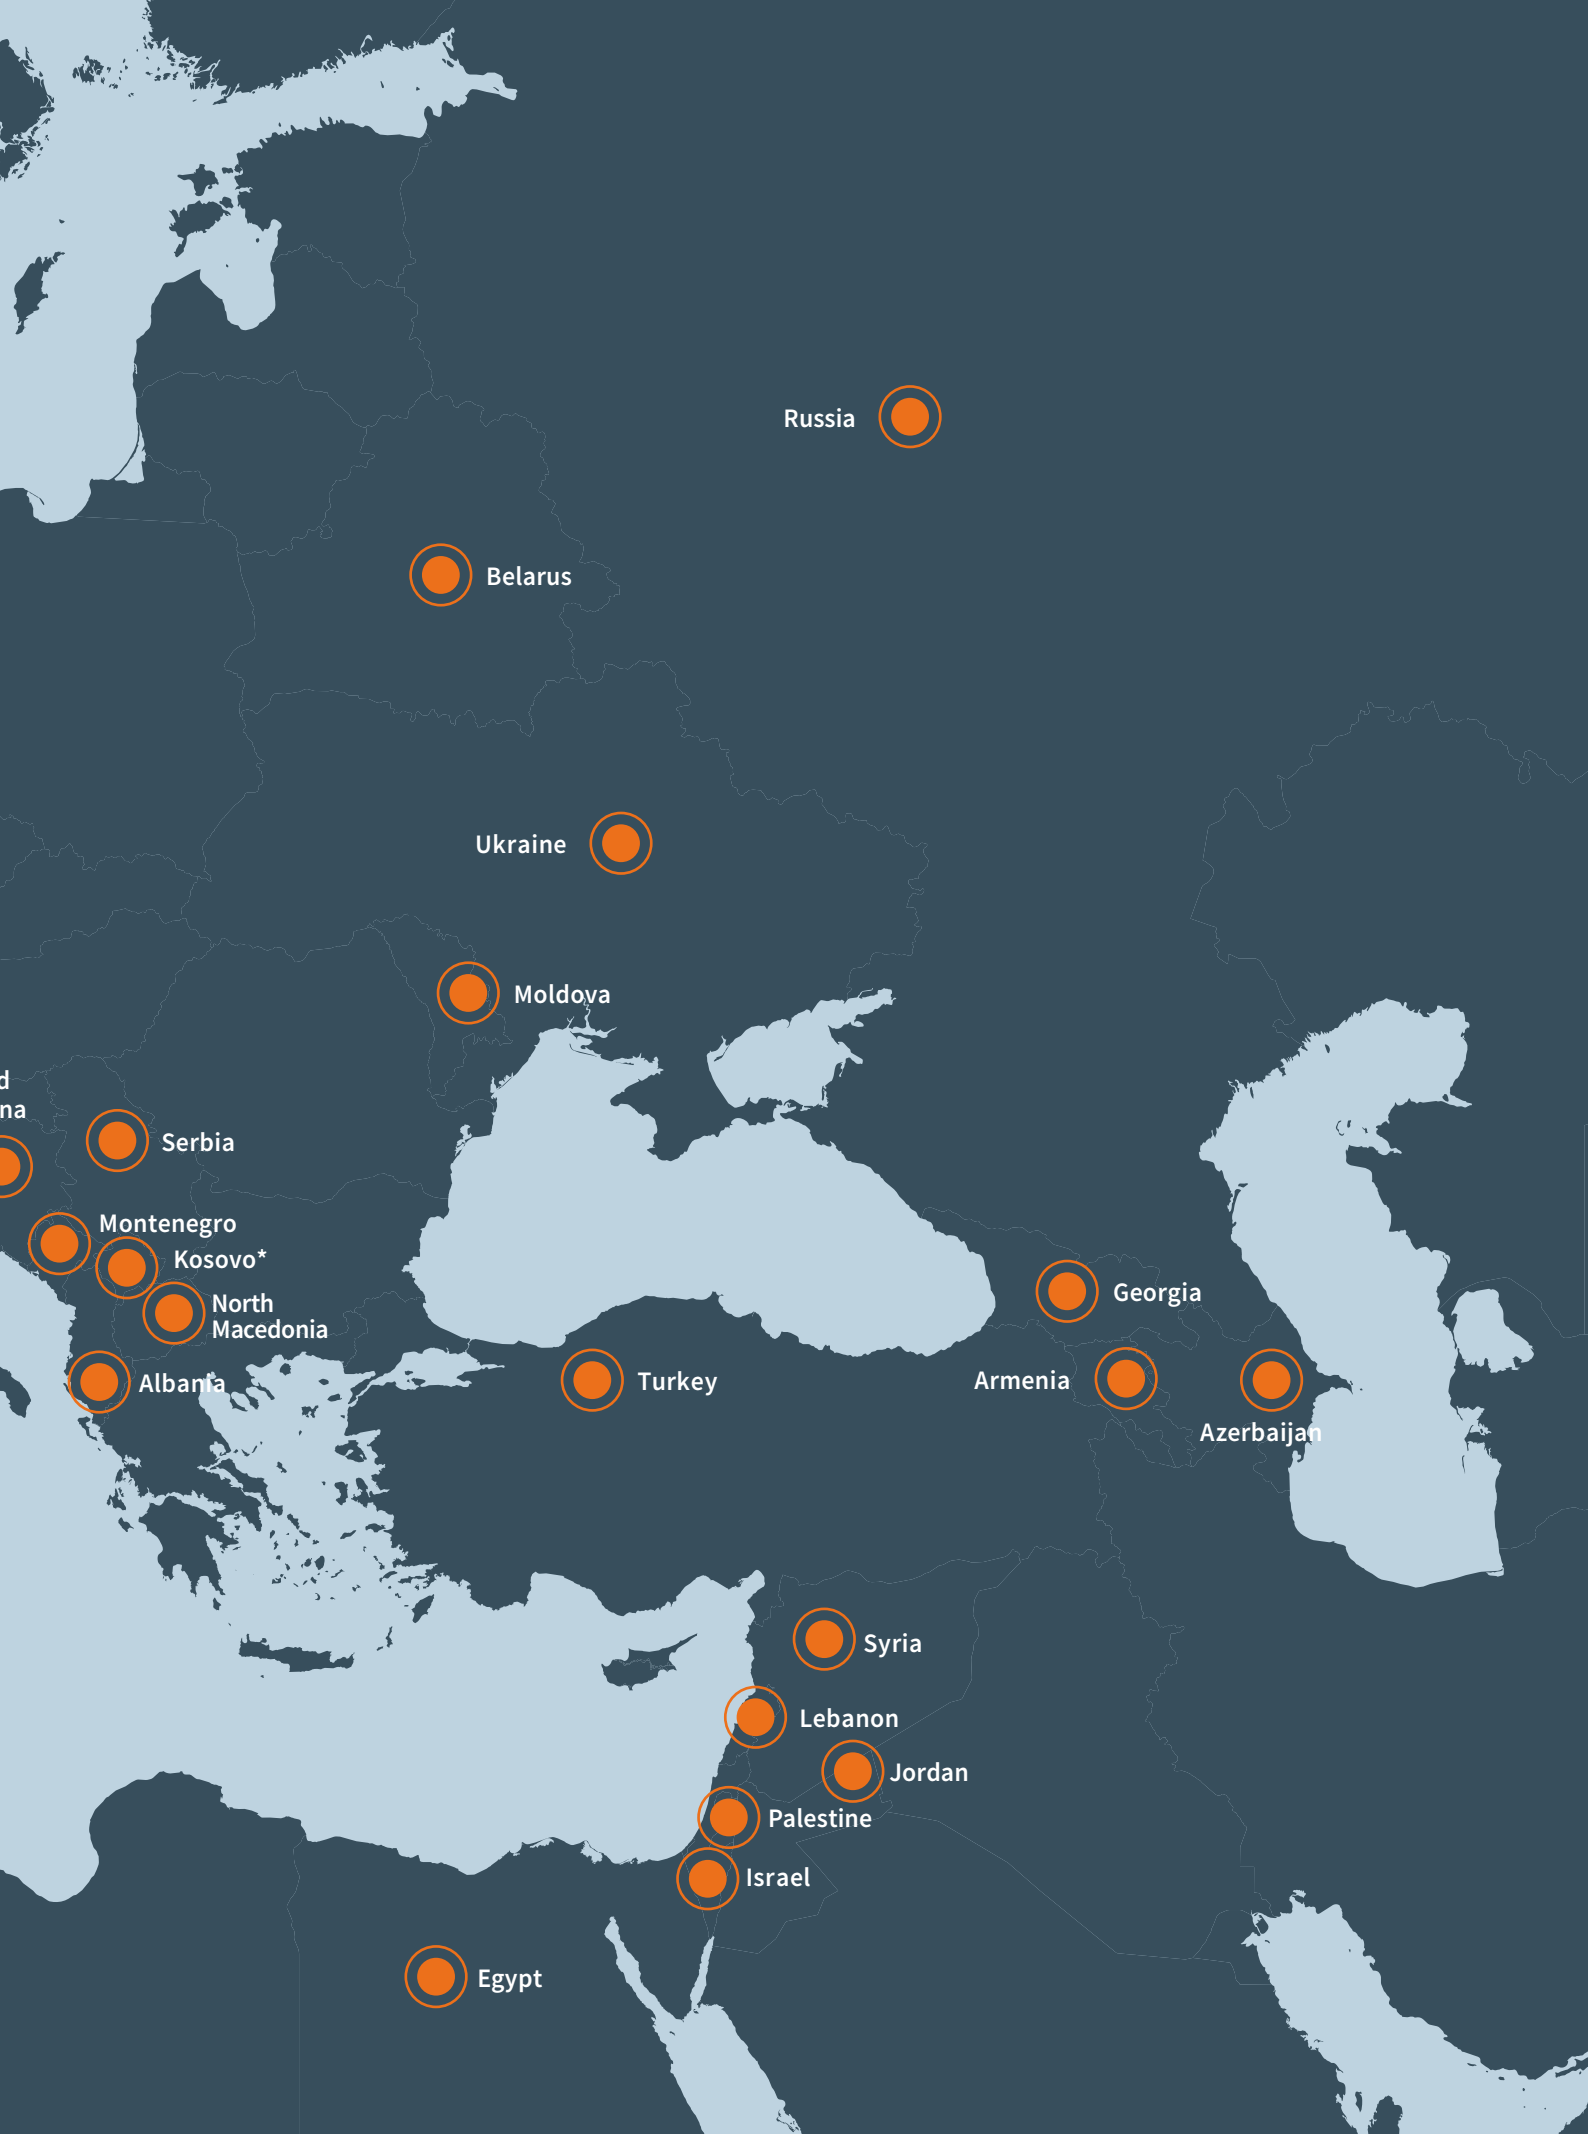 Russia
Belarus
Ukraine
Moldova
d
na
Serbia
Montenegro
Kosovo*
North
Macedonia
Albania
Turkey
Georgia
Armenia
Azerbaijan
Syria
Lebanon
Jordan
Palestine
Israel
Egypt